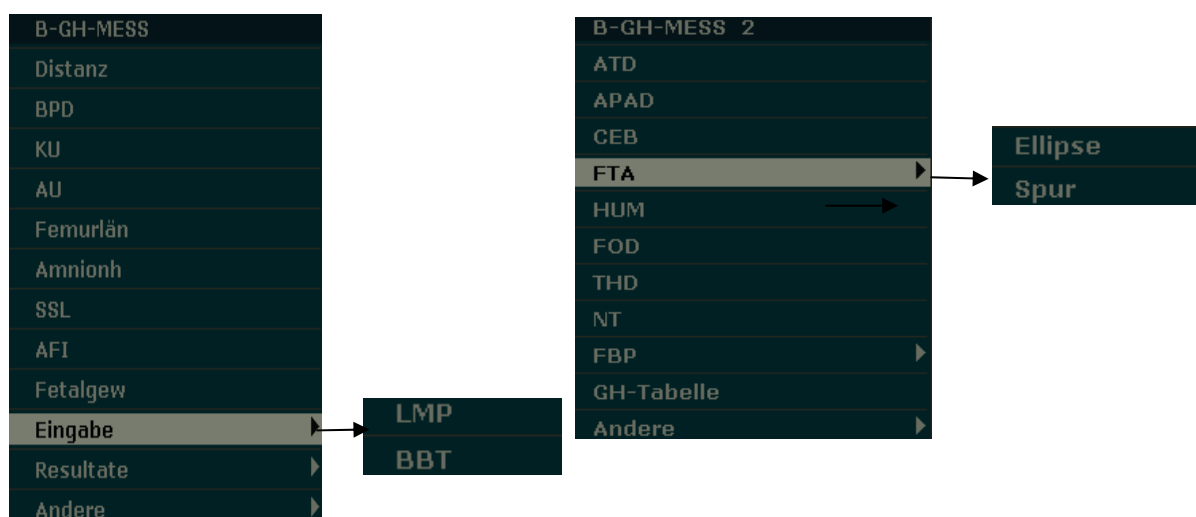 B-GH-MESS
Distanz
BPD
KU
AU
Femurlän
Amnionh
SSL
AFI
Fetalgew
Eingabe
Resultate
Andere
LMP
BBT
B-GH-MESS 2
ATD
APAD
CEB
FTA
HUM
FOD
THD
NT
FBP
GH-Tabelle
Andere
Ellipse
Spur